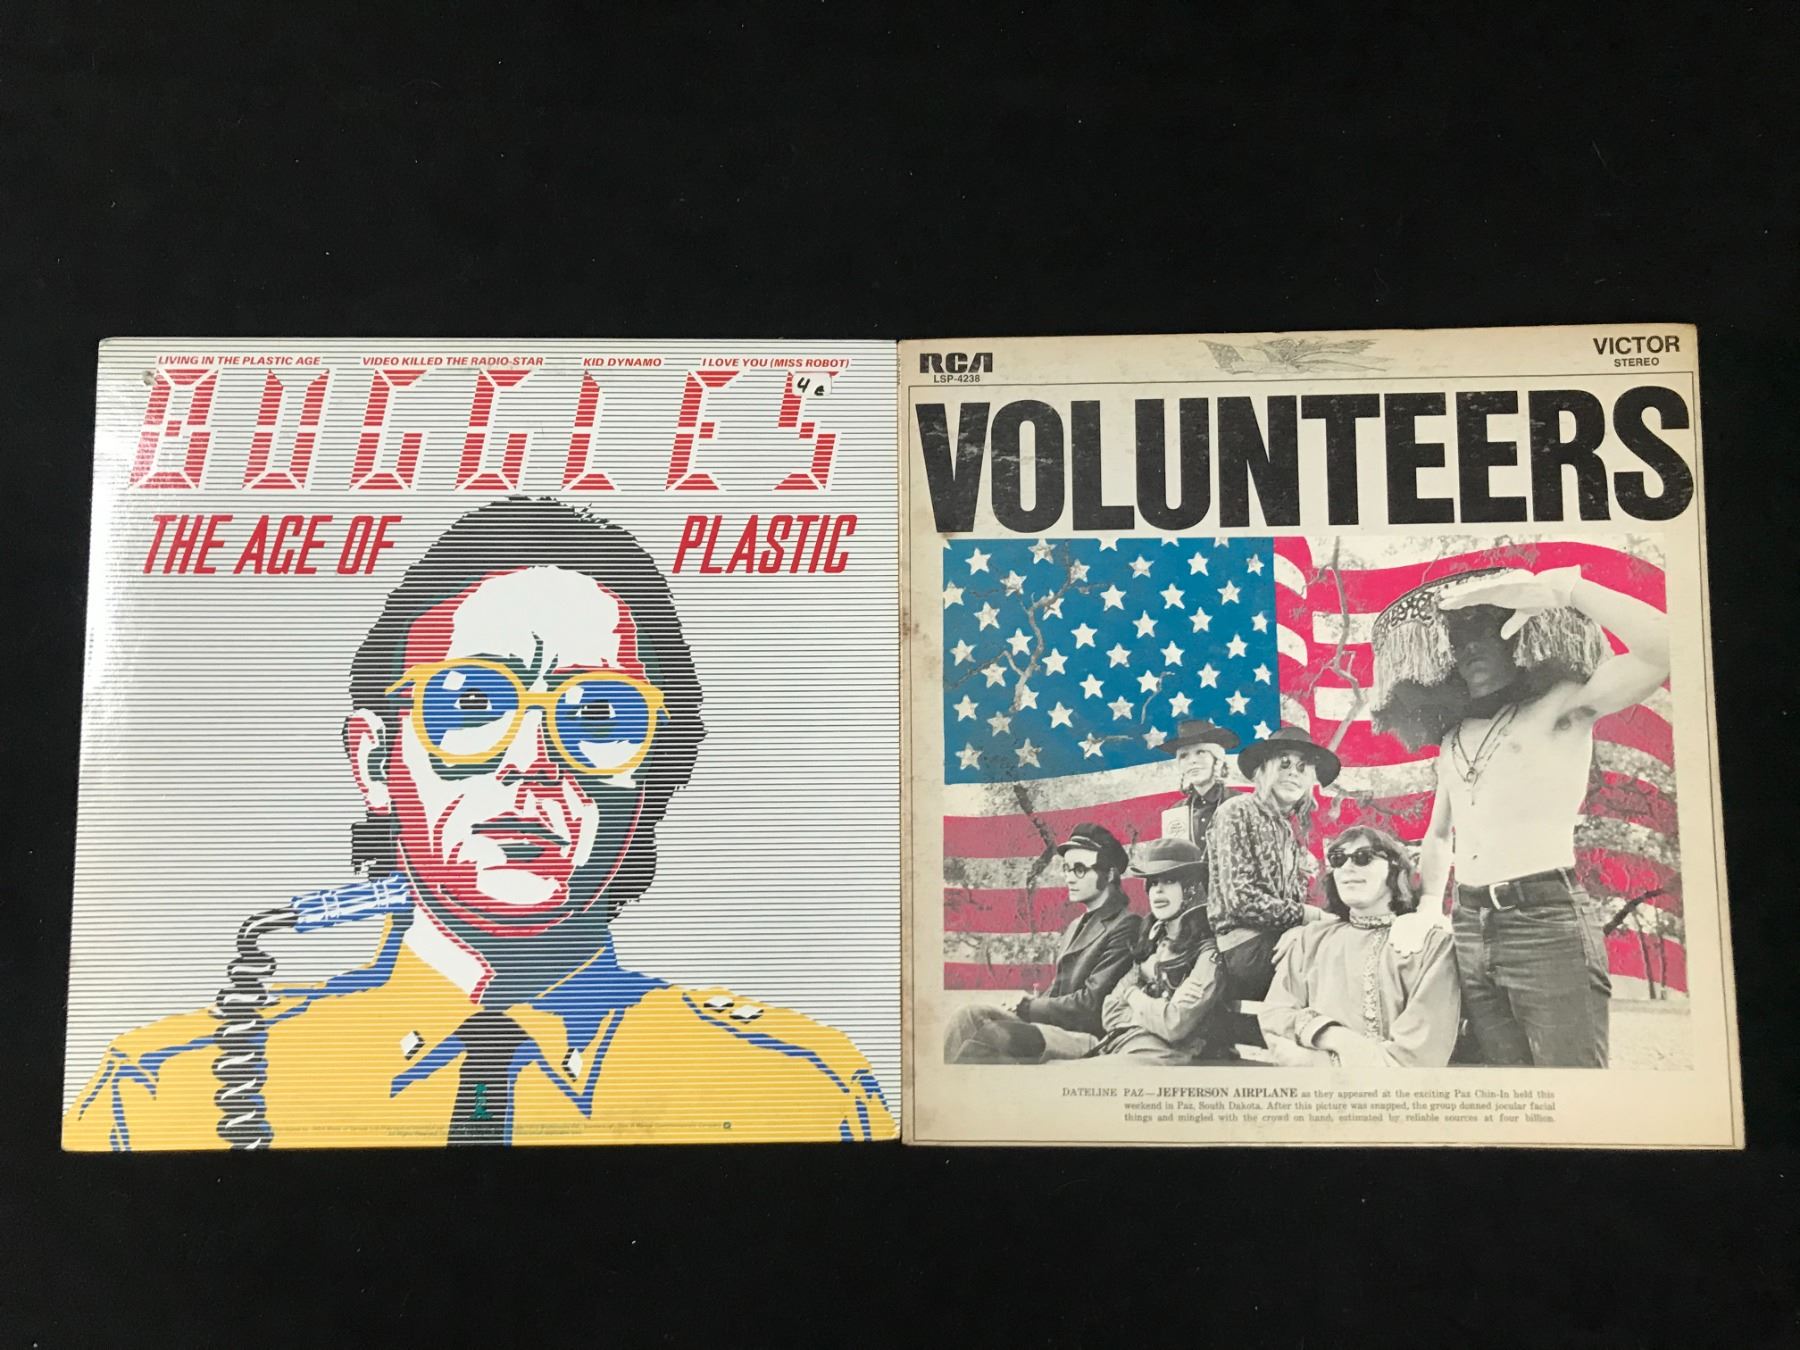 LIVING IN THE PLASTIC AGE VIDEO KILLED THE RADIO-STAR KID DYNAMO I LOVE YOU (MISS ROBOT)
4
BUGGLES
THE AGE OF PLASTIC
RCA VICTOR
LSP-4238 STEREO
VOLUNTEERS
DATELINE PAZ—JEFFERSON AIRPLANE as they appeared at the exciting Paz Chin-In held this
weekend in Paz, South Dakota. After this picture was snapped, the group donned jocular facial
things and mingled with the crowd on hand, estimated by reliable sources at four billion.